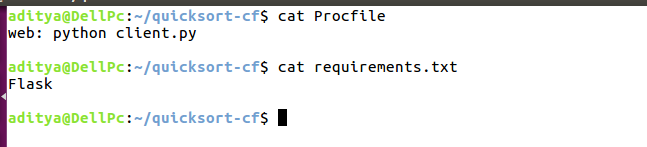 aditya@DellPc:~/quicksort-cf$ cat Procfile
web: python client.py
aditya@DellPc:~/quicksort-cf$ cat requirements.txt
Flask
aditya@DellPc:~/quicksort-cf$